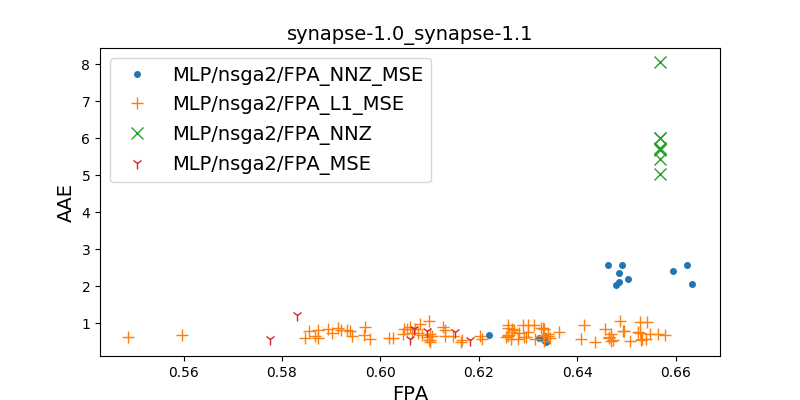 synapse-1.0_synapse-1.1
MLP/nsga2/FPA_NNZ_MSE
MLP/nsga2/FPA_L1_MSE
MLP/nsga2/FPA_NNZ
MLP/nsga2/FPA_MSE
AAE
8
7
6
5
4
3
2
1
0.56 0.58 0.60 0.62 0.64 0.66
FPA